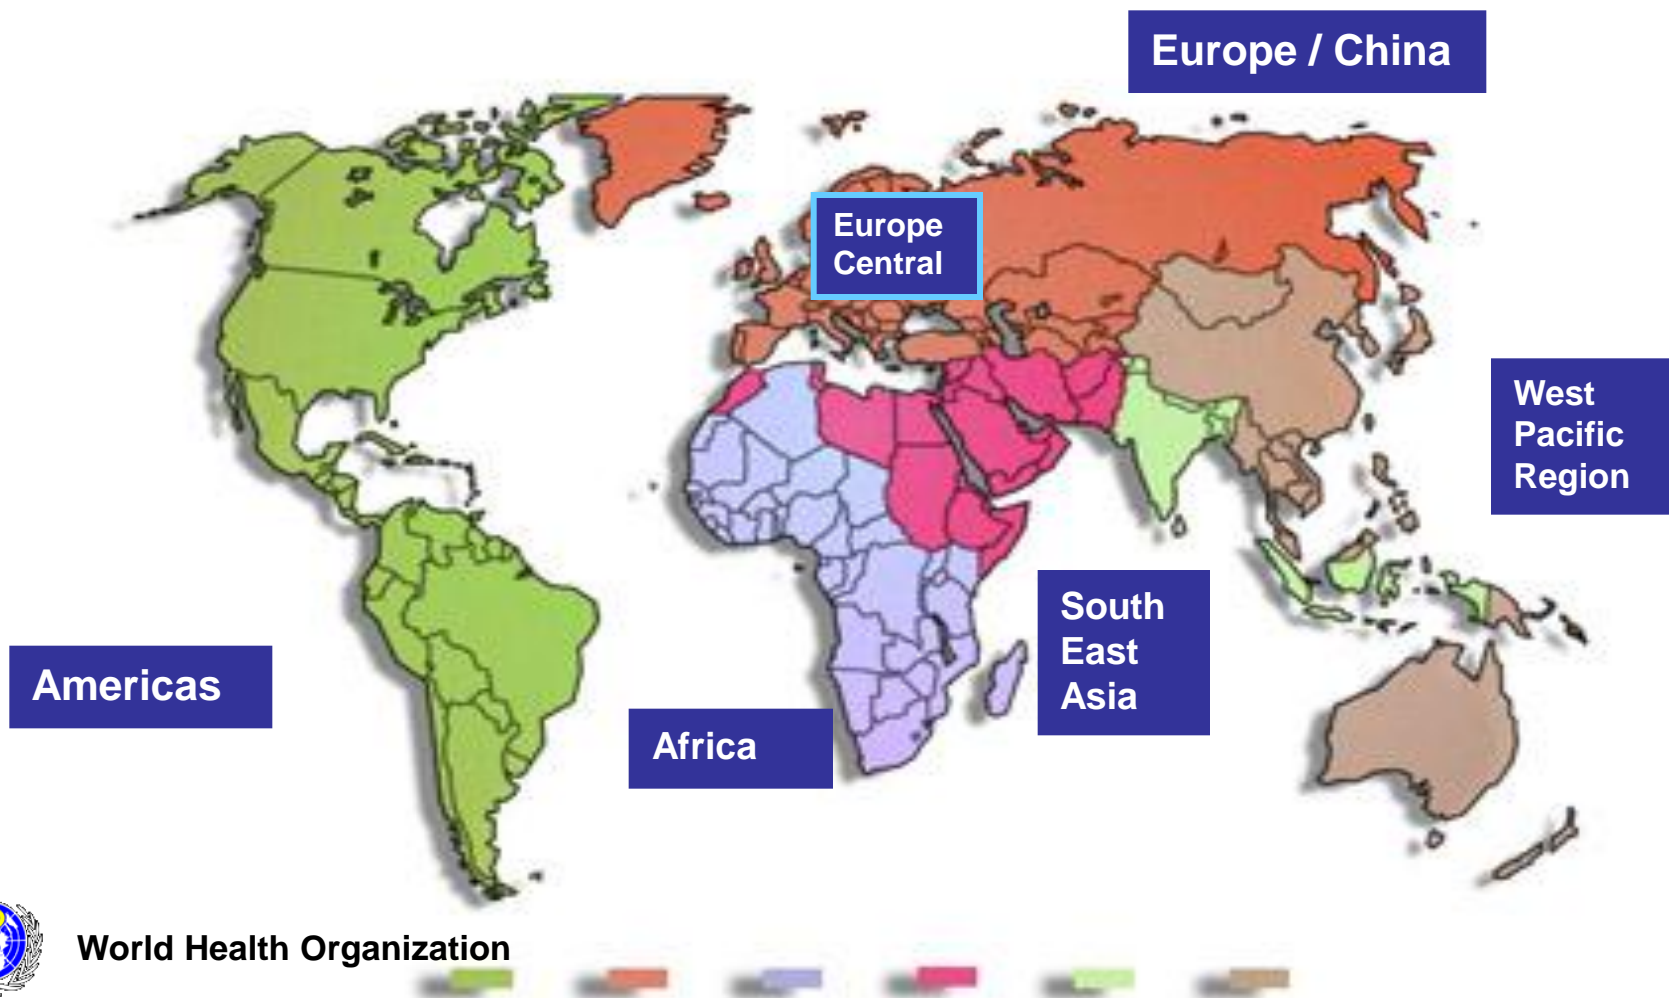 Europe / China
Europe
Central
West
Pacific
Region
South
East
Asia
Americas
Africa
World Health Organization